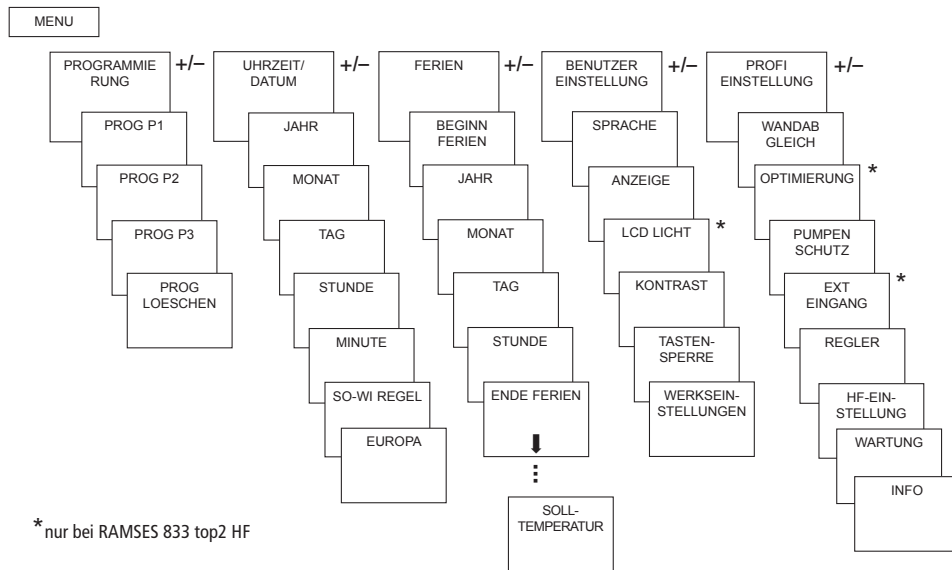 MENU
PROGRAMMIE
RUNG
+/–
PROG P1
PROG P2
PROG P3
PROG
LOESCHEN
UHRZEIT/
DATUM
+/–
JAHR
MONAT
TAG
STUNDE
MINUTE
SO-WI REGEL
EUROPA
FERIEN
+/–
BEGINN
FERIEN
JAHR
MONAT
TAG
STUNDE
ENDE FERIEN
SOLL-
TEMPERATUR
BENUTZER
EINSTELLUNG
+/–
SPRACHE
ANZEIGE
LCD LICHT
*
KONTRAST
TASTEN-
SPERRE
WERKSEIN-
STELLUNGEN
PROFI
EINSTELLUNG
+/–
WANDAB
GLEICH
OPTIMIERUNG
*
PUMPEN
SCHUTZ
EXT
EINGANG
*
REGLER
HF-EIN-
STELLUNG
WARTUNG
INFO
*nur bei RAMSES 833 top2 HF